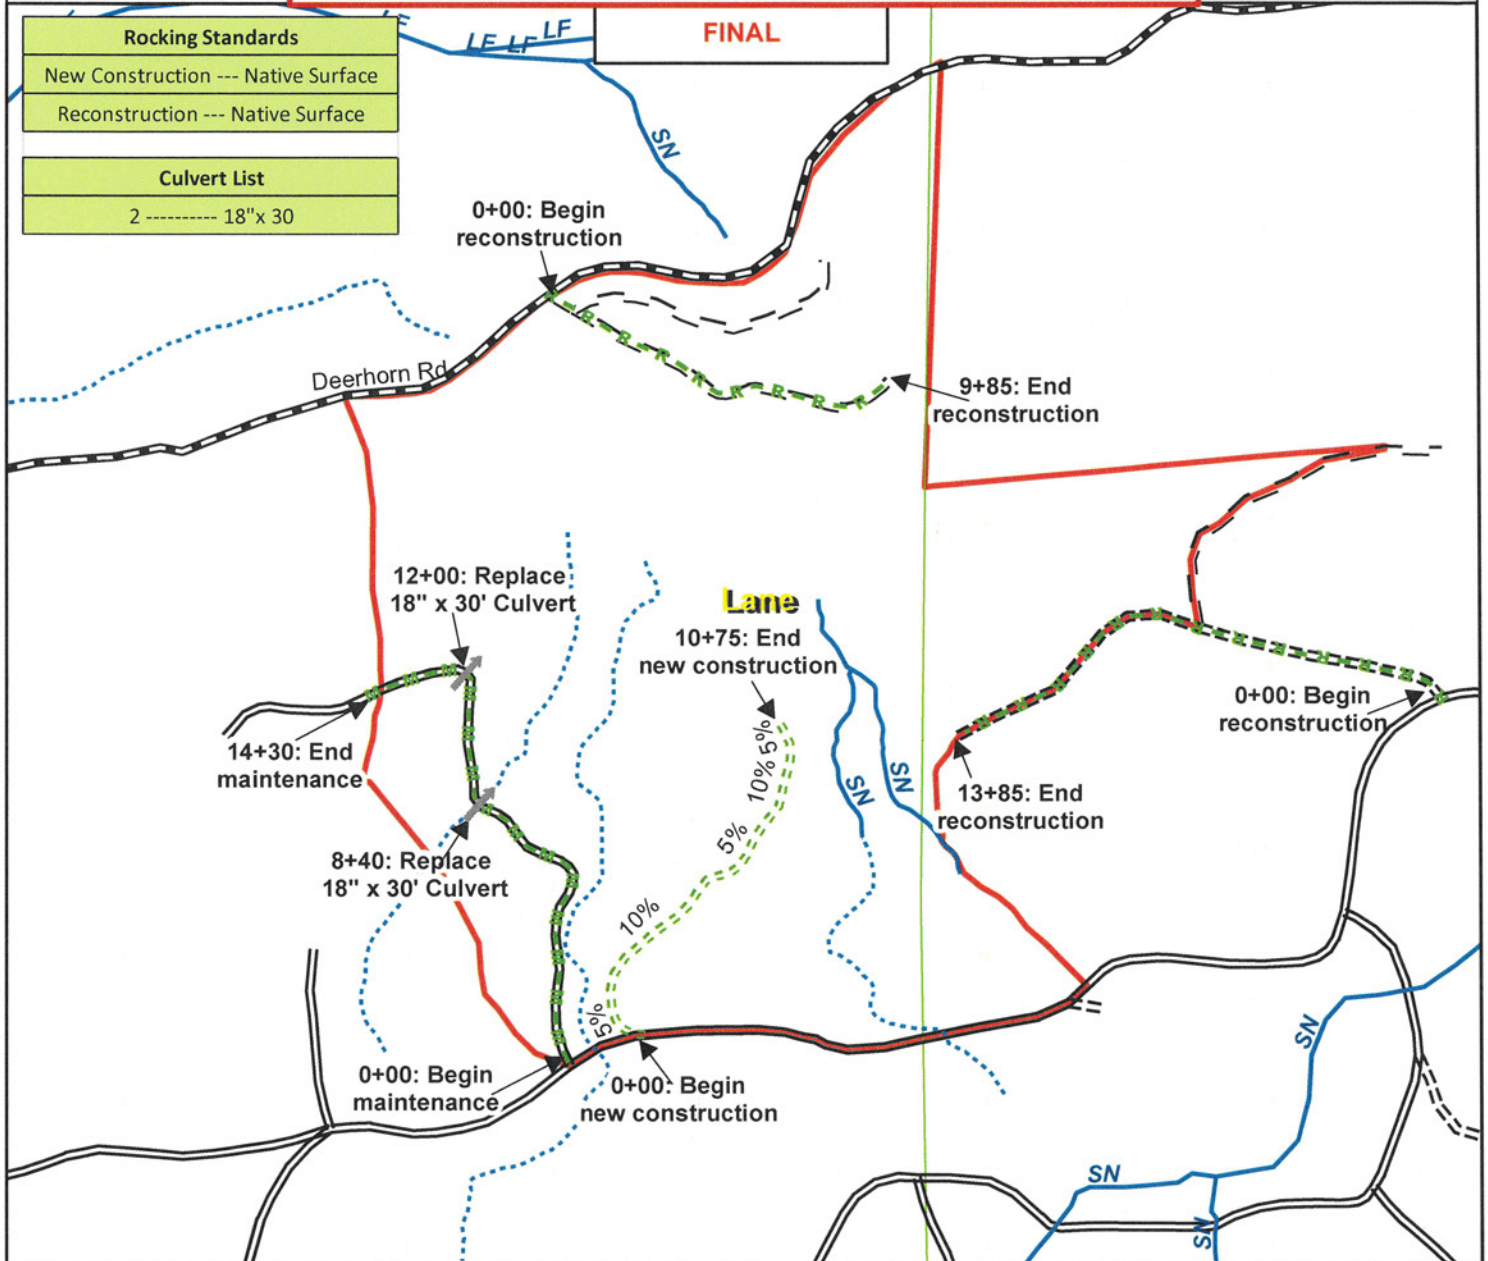 Rocking Standards
New Construction --- Native Surface
Reconstruction --- Native Surface
Culvert List
2 ---------- 18"x 30
FINAL
LF
LF
LF
LF
SN
0+00: Begin
reconstruction
Deerhorn Rd
R R R R R R R R
9+85: End
reconstruction
12+00: Replace
18" x 30' Culvert
Lane
10+75: End
new construction
0+00: Begin
reconstruction
14+30: End
maintenance
5%
10%
5%
10%
5%
SN
SN
13+85: End
reconstruction
8+40: Replace
18" x 30' Culvert
0+00: Begin
maintenance
0+00: Begin
new construction
SN
SN
SN